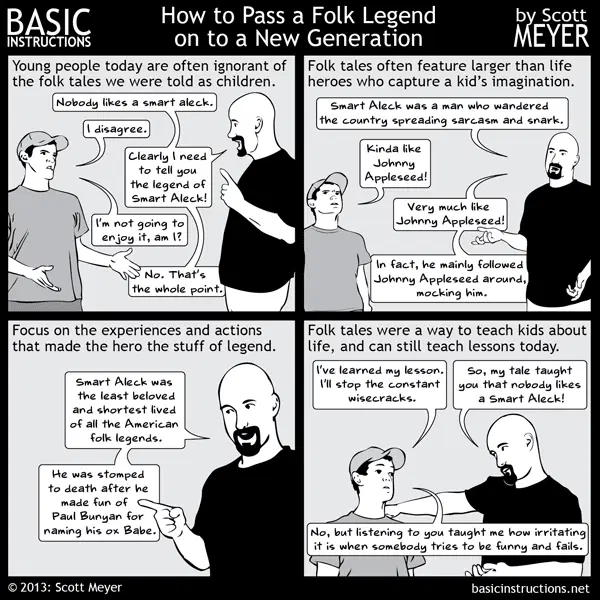 BASIC
INSTRUCTIONS
How to Pass a Folk Legend
on to a New Generation
by Scott
MEYER
Young people today are often ignorant of
the folk tales we were told as children.
Nobody likes a smart aleck.
I disagree.
Clearly I need
to tell you
the legend of
Smart Aleck!
I'm not going to
enjoy it, am I?
No. That's
the whole point.
Folk tales often feature larger than life
heroes who capture a kid's imagination.
Smart Aleck was a man who wandered
the country spreading sarcasm and snark.
Kinda like
Johnny
Appleseed!
Very much like
Johnny Appleseed!
In fact, he mainly followed
Johnny Appleseed around,
mocking him.
Focus on the experiences and actions
that made the hero the stuff of legend.
Smart Aleck was
the least beloved
and shortest lived
of all the American
folk legends.
He was stomped
to death after he
made fun of
Paul Bunyan for
naming his ox Babe.
Folk tales were a way to teach kids about
life, and can still teach lessons today.
I've learned my lesson.
I'll stop the constant
wisecracks.
So, my tale taught
you that nobody likes
a Smart Aleck!
No, but listening to you taught me how irritating
it is when somebody tries to be funny and fails.
© 2013: Scott Meyer
basicinstructions.net